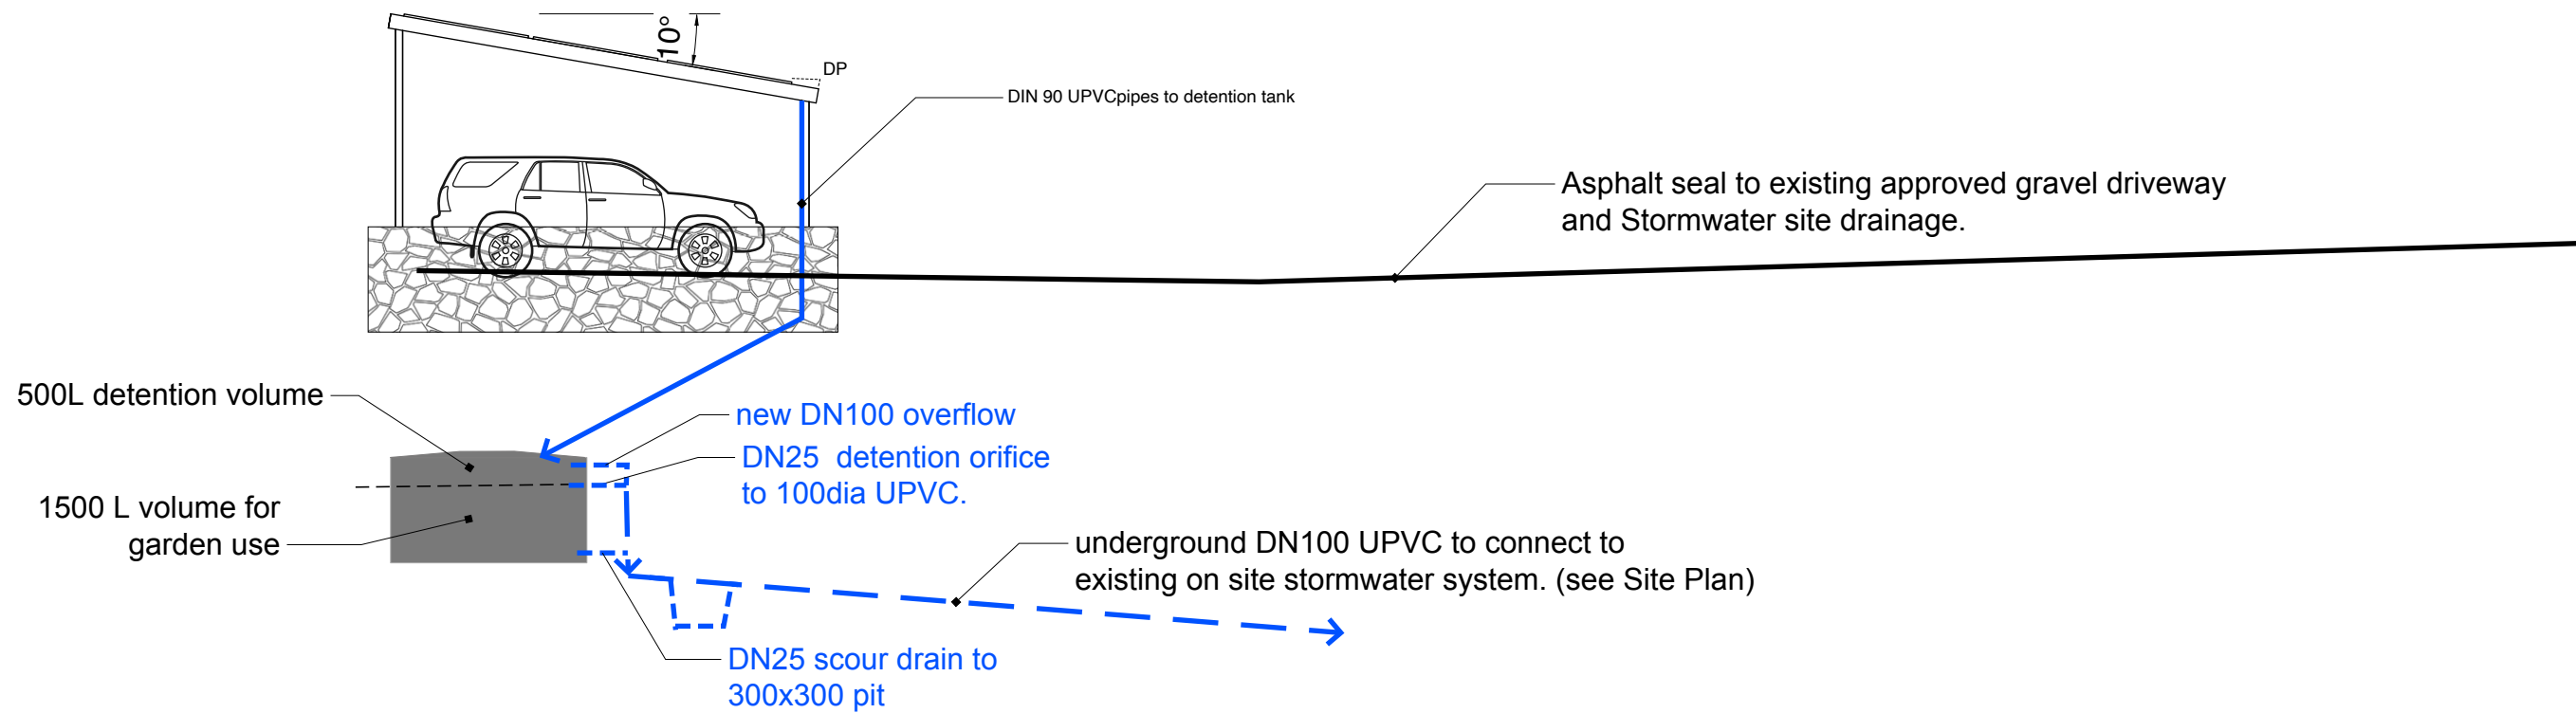 10°
DP
DIN 90 UPVCpipes to detention tank
Asphalt seal to existing approved gravel driveway
and Stormwater site drainage.
500L detention volume
new DN100 overflow
DN25 detention orifice
to 100dia UPVC.
1500 L volume for
garden use
underground DN100 UPVC to connect to
existing on site stormwater system. (see Site Plan)
DN25 scour drain to
300x300 pit